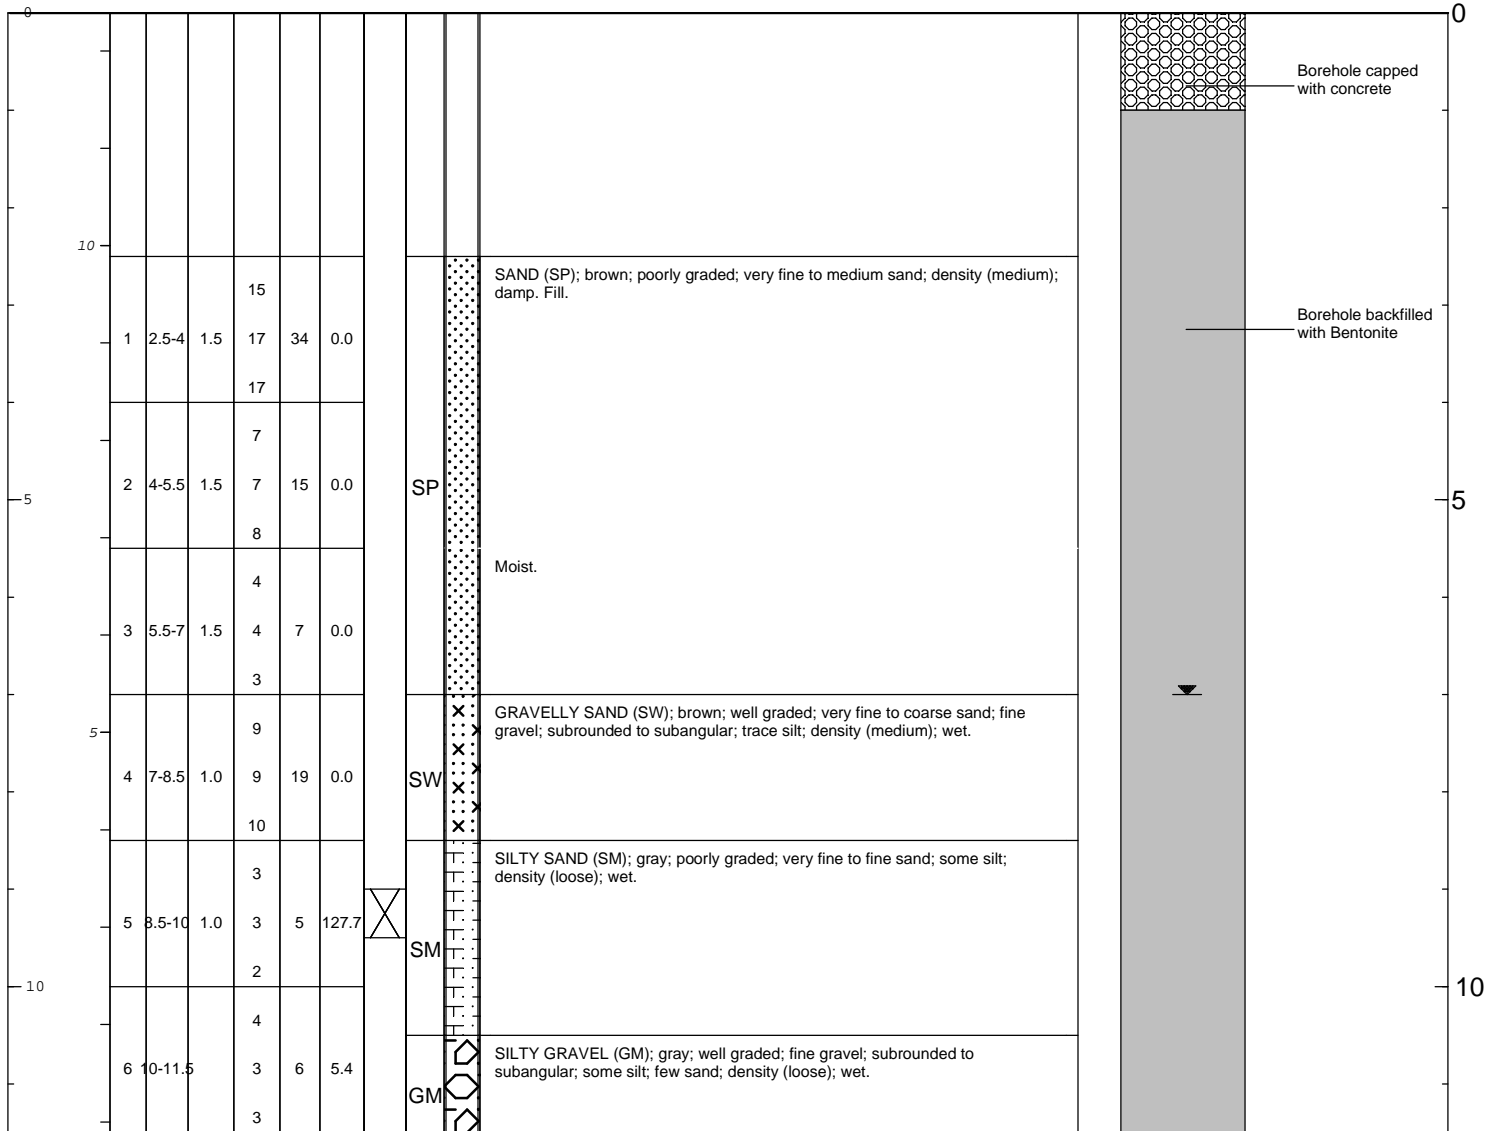 0
0
Borehole capped
with concrete
10
SAND (SP); brown; poorly graded; very fine to medium sand; density (medium);
damp. Fill.
15
1 2.5-4 1.5 17 34 0.0
17
Borehole backfilled
with Bentonite
7
2 4-5.5 1.5 7 15 0.0
SP
8
5
5
4
Moist.
3 5.5-7 1.5 4 7 0.0
3
5
GRAVELLY SAND (SW); brown; well graded; very fine to coarse sand; fine
gravel; subrounded to subangular; trace silt; density (medium); wet.
9
4 7-8.5 1.0 9 19 0.0
SW
10
SILTY SAND (SM); gray; poorly graded; very fine to fine sand; some silt;
density (loose); wet.
3
5 8.5-10 1.0 3 5 127.7
SM
2
10
10
4
SILTY GRAVEL (GM); gray; well graded; fine gravel; subrounded to
subangular; some silt; few sand; density (loose); wet.
6 10-11.5 3 6 5.4
GM
3